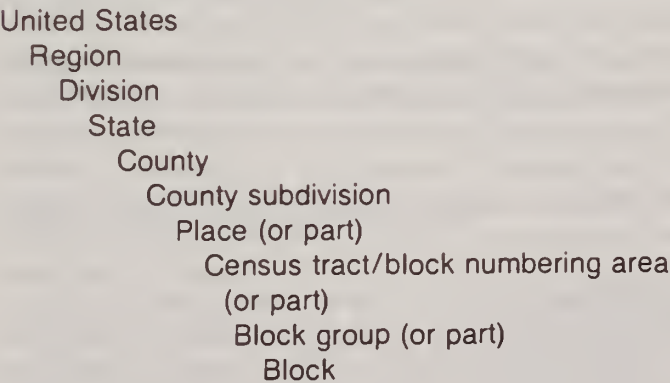 United States
Region
Division
State
County
County subdivision
Place (or part)
Census tract/block numbering area
(or part)
Block group (or part)
Block